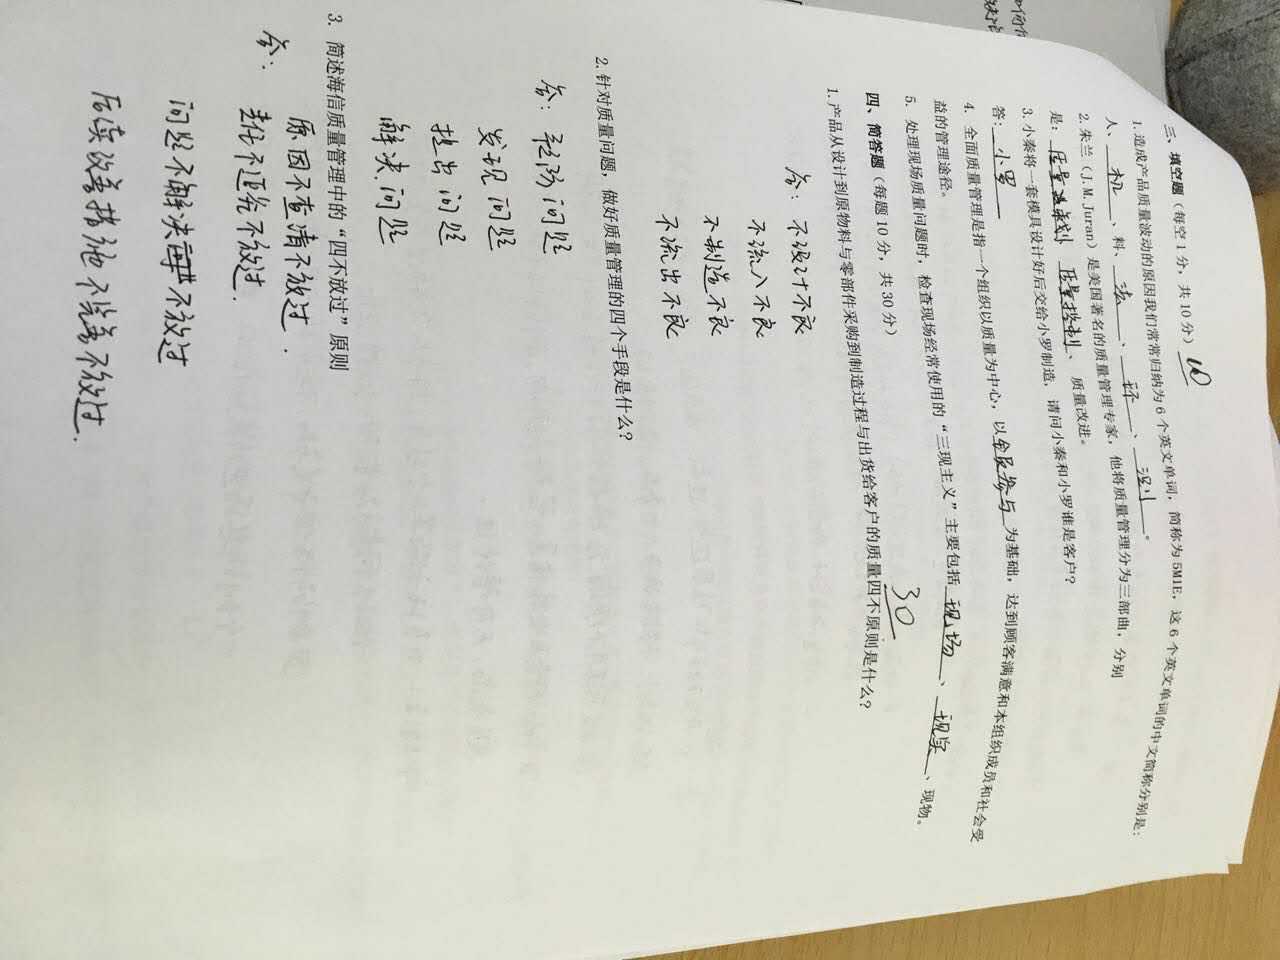 三、填空题（每空 1 分，共 10 分） 10
1. 造成产品质量波动的原因我们常常归纳为 6 个英文单词，简称为 5M1E，这 6 个英文单词的中文简称分别是：
人、机、料、法、环、测。
2. 朱兰（J.M.Juran）是美国著名的质量管理专家，他将质量管理分为三部曲，分别
是：质量计划 质量控制、质量改进。
3. 小秦将一套模具设计好后交给小罗制造，请问小秦和小罗谁是客户？
答：小罗
4. 全面质量管理是指一个组织以质量为中心，以全员参与为基础，达到顾客满意和本组织成员和社会受
益的管理途径。
5. 处理现场质量问题时，检查现场经常使用的“三现主义”主要包括现场、现实、现物。
四、简答题（每题 10 分，共 30 分） 30
1. 产品从设计到原物料与零部件采购到制造过程与出货给客户的质量四不原则是什么？
答：不设计不良
不流入不良
不制造不良
不流出不良
2. 针对质量问题，做好质量管理的四个手段是什么？
答：预防问题
发现问题
提出问题
解决问题
3. 简述海信质量管理中的“四不放过”原则
答：原因不查清不放过.
责任不追究不放过.
问题不解决不放过
后续改善措施不完善不放过.